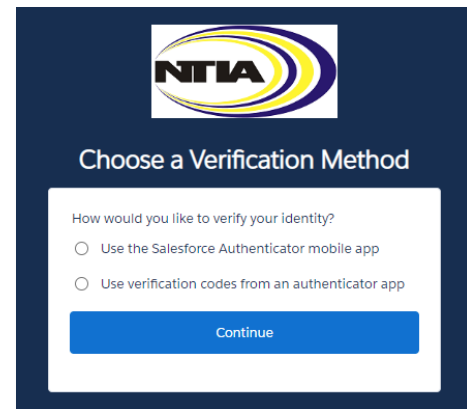 NTIA
Choose a Verification Method
How would you like to verify your identity?
Use the Salesforce Authenticator mobile app
Use verification codes from an authenticator app
Continue